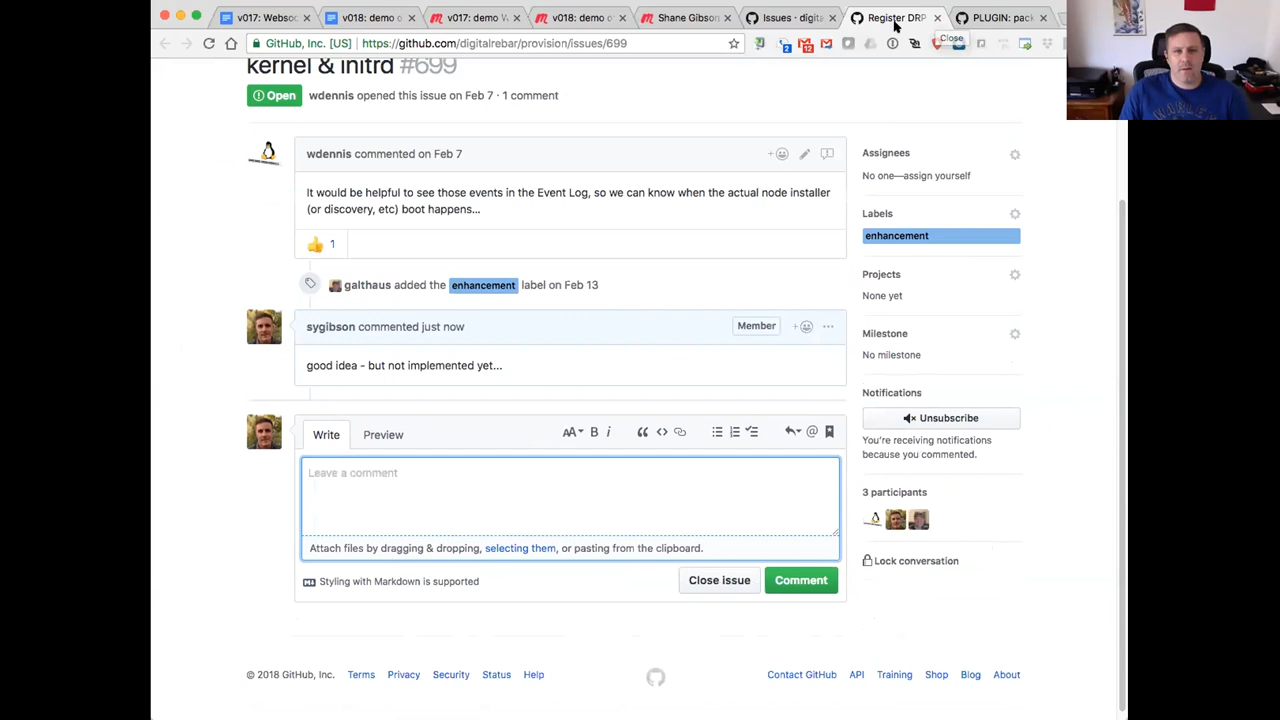 v017: Webso
v018: demo o
v017: demo W
v018: demo o
Shane Gibson
Issues · digita
Register DRP
PLUGIN: pack
Close
GitHub, Inc. [US]
https://github.com/digitalrebar/provision/issues/699
2
12
kernel & initrd #699
Open
wdennis opened this issue on Feb 7 · 1 comment
wdennis commented on Feb 7
It would be helpful to see those events in the Event Log, so we can know when the actual node installer
(or discovery, etc) boot happens...
1
galthaus added the enhancement label on Feb 13
sygibson commented just now
Member
good idea - but not implemented yet...
Write
Preview
AA B i
Leave a comment
Attach files by dragging & dropping, selecting them, or pasting from the clipboard.
Styling with Markdown is supported
Close issue
Comment
Assignees
No one—assign yourself
Labels
enhancement
Projects
None yet
Milestone
No milestone
Notifications
Unsubscribe
You're receiving notifications
because you commented.
3 participants
Lock conversation
© 2018 GitHub, Inc.
Terms
Privacy
Security
Status
Help
Contact GitHub
API
Training
Shop
Blog
About